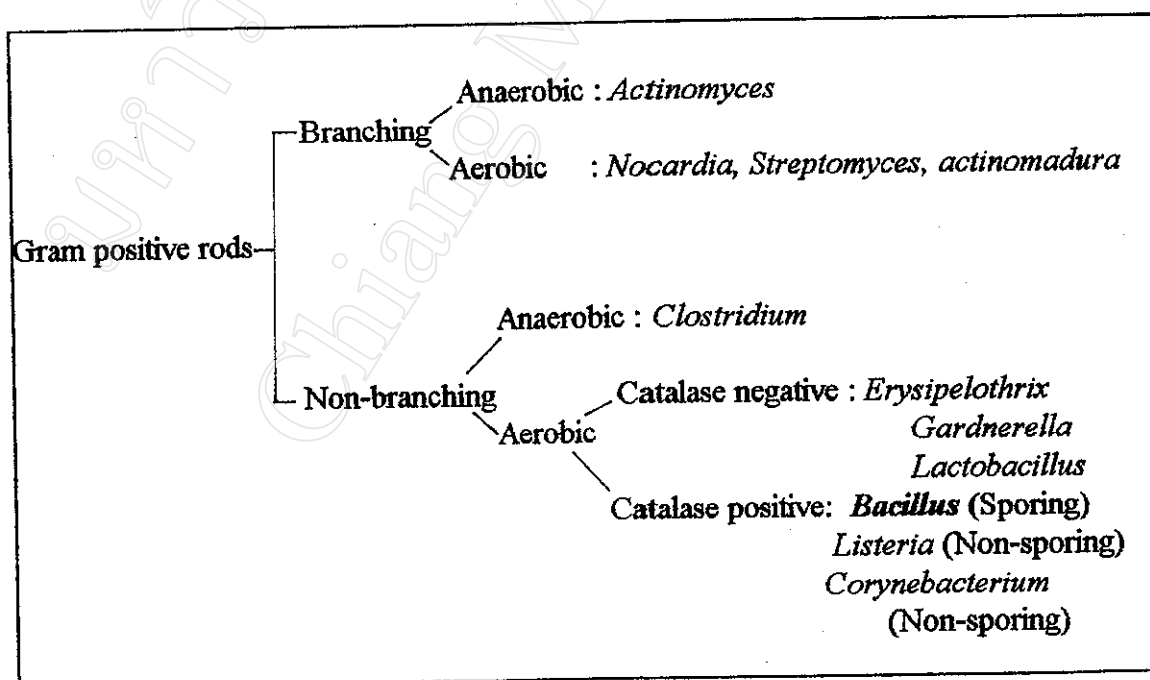 Anaerobic : Actinomyces
Branching
Aerobic : Nocardia, Streptomyces, actinomadura
Gram positive rods
Anaerobic : Clostridium
Non-branching
Catalase negative : Erysipelothrix
Aerobic
Gardnerella
Lactobacillus
Catalase positive: Bacillus (Sporing)
Listeria (Non-sporing)
Corynebacterium
(Non-sporing)
Chiang M